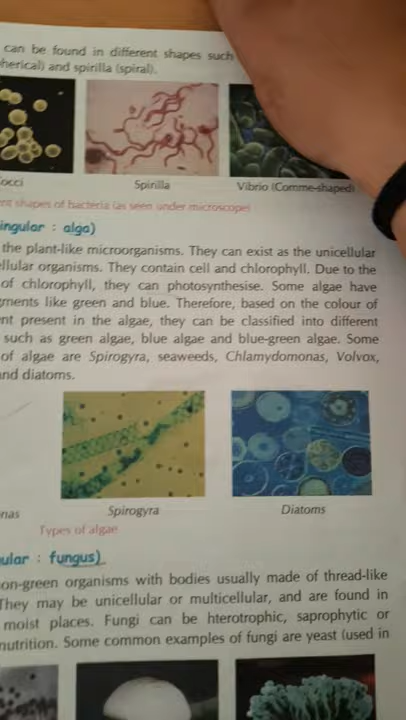 can be found in different shapes such
herical) and spirilla (spiral).
occi
Spirilla
Vibrio (Comme-shaped)
nt shapes of bacteria (as seen under microscope)
ingular : alga)
the plant-like microorganisms. They can exist as the unicellular
llular organisms. They contain cell and chlorophyll. Due to the
of chlorophyll, they can photosynthesise. Some algae have
gments like green and blue. Therefore, based on the colour of
nt present in the algae, they can be classified into different
such as green algae, blue algae and blue-green algae. Some
of algae are Spirogyra, seaweeds, Chlamydomonas, Volvox,
nd diatoms.
nas
Spirogyra
Diatoms
Types of algae
ular : fungus)
on-green organisms with bodies usually made of thread-like
They may be unicellular or multicellular, and are found in
moist places. Fungi can be hterotrophic, saprophytic or
nutrition. Some common examples of fungi are yeast (used in